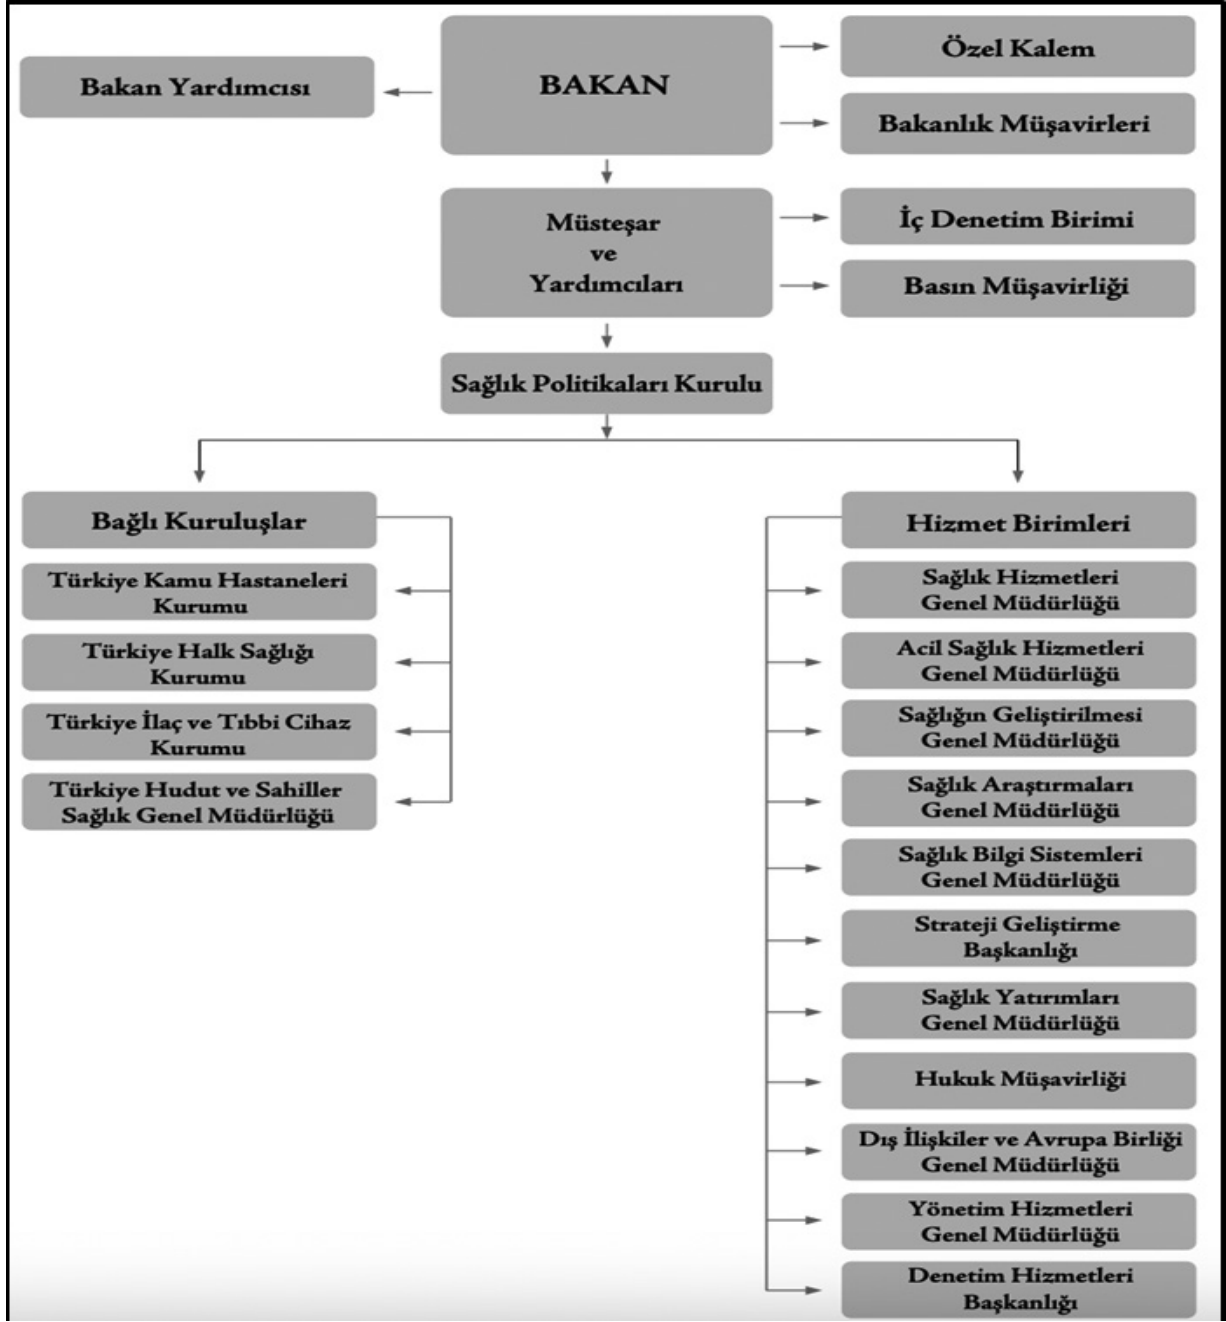 BAKAN
Bakan Yardımcısı
Özel Kalem
Bakanlık Müşavirleri
Müsteşar
ve
Yardımcıları
İç Denetim Birimi
Basın Müşavirliği
Sağlık Politikaları Kurulu
Bağlı Kuruluşlar
Türkiye Kamu Hastaneleri
Kurumu
Türkiye Halk Sağlığı
Kurumu
Türkiye İlaç ve Tıbbi Cihaz
Kurumu
Türkiye Hudut ve Sahiller
Sağlık Genel Müdürlüğü
Hizmet Birimleri
Sağlık Hizmetleri
Genel Müdürlüğü
Acil Sağlık Hizmetleri
Genel Müdürlüğü
Sağlığın Geliştirilmesi
Genel Müdürlüğü
Sağlık Araştırmaları
Genel Müdürlüğü
Sağlık Bilgi Sistemleri
Genel Müdürlüğü
Strateji Geliştirme
Başkanlığı
Sağlık Yatırımları
Genel Müdürlüğü
Hukuk Müşavirliği
Dış İlişkiler ve Avrupa Birliği
Genel Müdürlüğü
Yönetim Hizmetleri
Genel Müdürlüğü
Denetim Hizmetleri
Başkanlığı